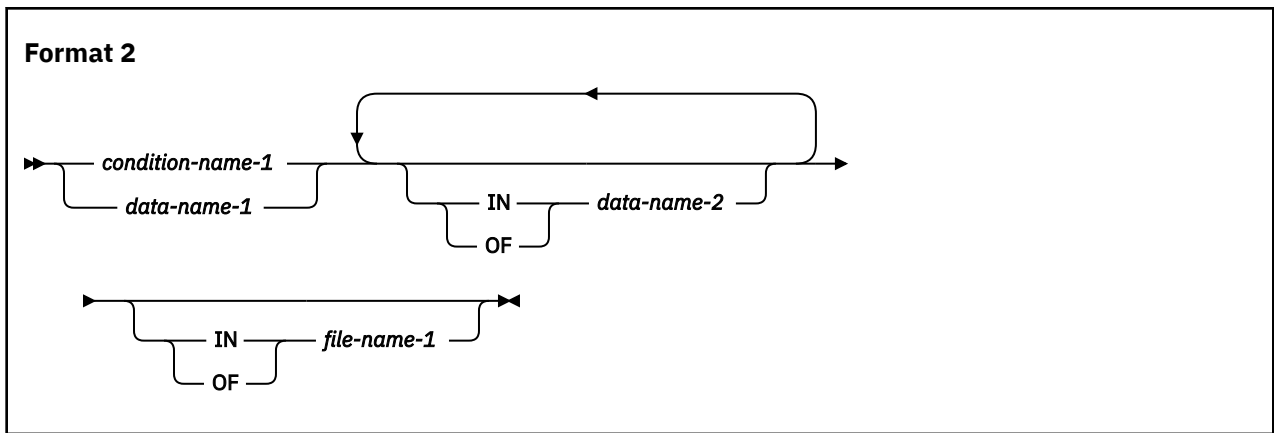 Format 2
condition-name-1
data-name-1
IN data-name-2
OF
IN file-name-1
OF